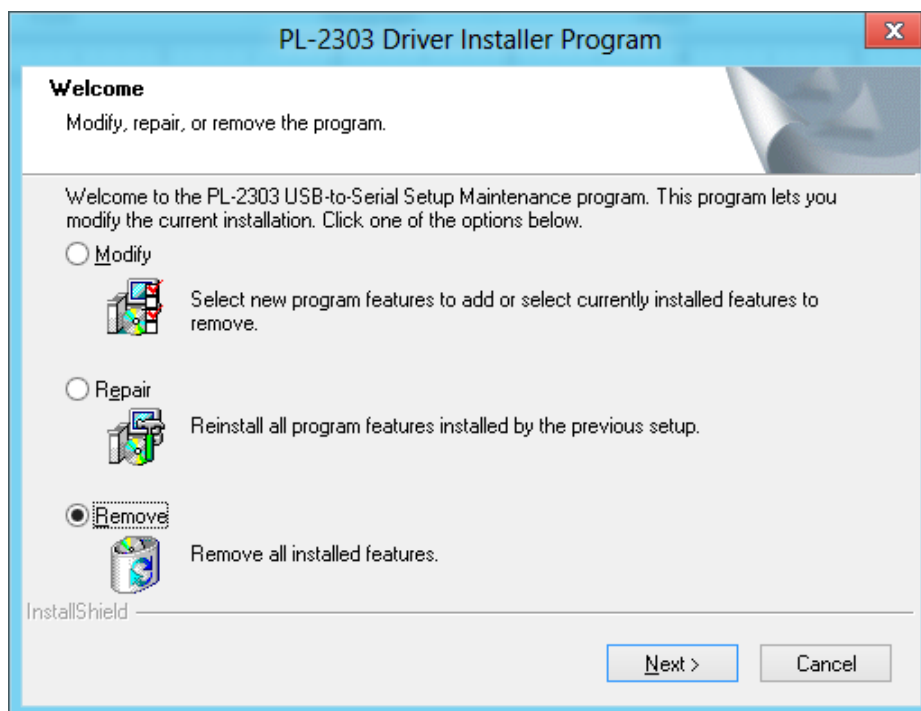 PL-2303 Driver Installer Program
x
Welcome
Modify, repair, or remove the program.
Welcome to the PL-2303 USB-to-Serial Setup Maintenance program. This program lets you
modify the current installation. Click one of the options below.
Modify
Select new program features to add or select currently installed features to
remove.
Repair
Reinstall all program features installed by the previous setup.
Remove
Remove all installed features.
InstallShield
Next >
Cancel